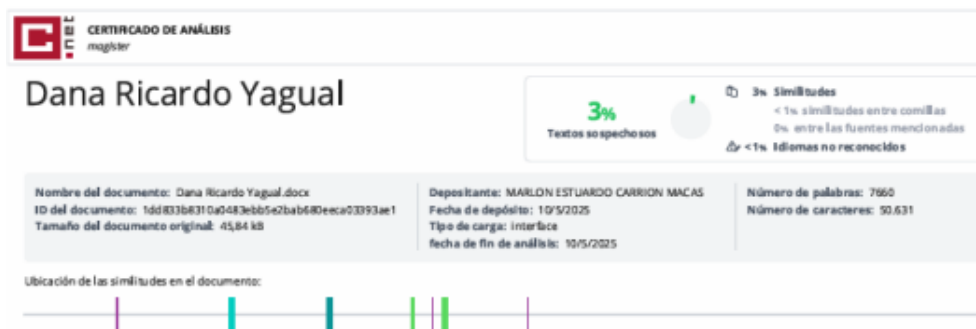 .net
CERTIFICADO DE ANÁLISIS
magister
Dana Ricardo Yagual
3%
Textos sospechosos
3% Similitudes
< 1% similitudes entre comillas
0% entre las fuentes mencionadas
<1% Idiomas no reconocidos
Nombre del documento: Dana Ricardo Yagual.docx
ID del documento: 1dd833b8310a0483ebb5e2bab680eeca03393ae1
Tamaño del documento original: 45,84 kB
Depositante: MARLON ESTUARDO CARRION MACAS
Fecha de depósito: 10/5/2025
Tipo de carga: interface
fecha de fin de análisis: 10/5/2025
Número de palabras: 7660
Número de caracteres: 50.631
Ubicación de las similitudes en el documento: